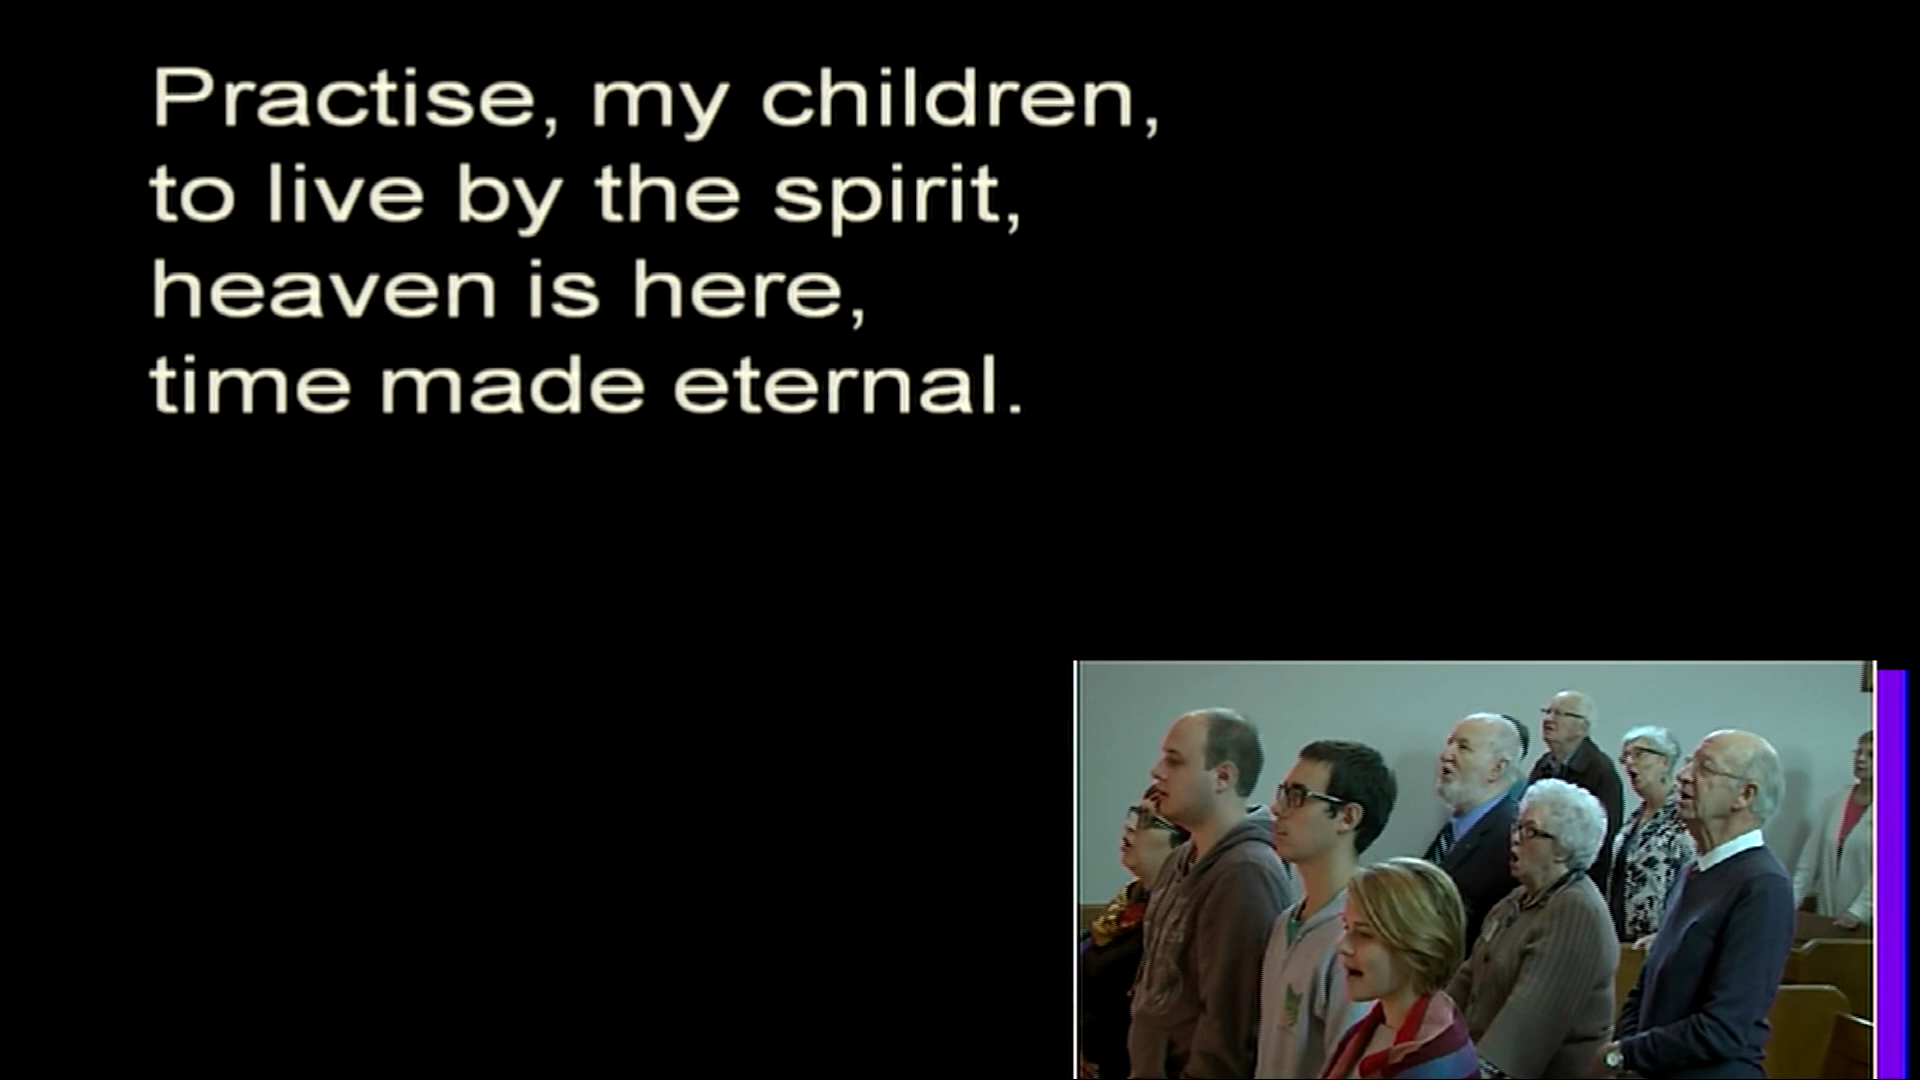 Practise, my children,
to live by the spirit,
heaven is here,
time made eternal.